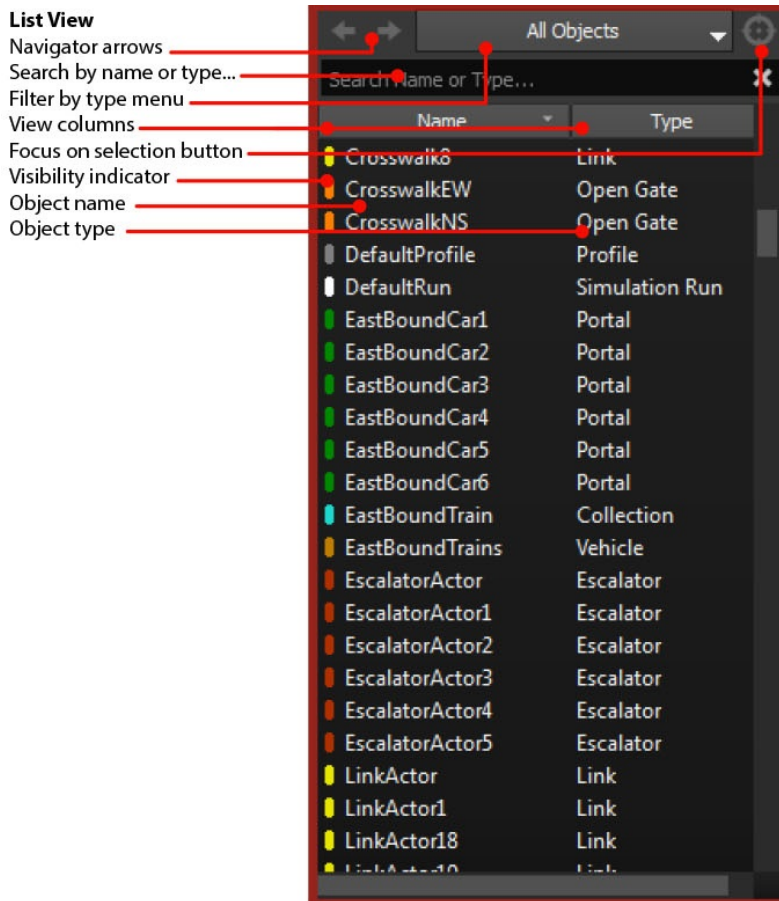 List View
Navigator arrows
Search by name or type...
Filter by type menu
View columns
Focus on selection button
Visibility indicator
Object name
Object type
All Objects
Search Name or Type...
Name Type
Crosswalk8 Link
CrosswalkEW Open Gate
CrosswalkNS Open Gate
DefaultProfile Profile
DefaultRun Simulation Run
EastBoundCar1 Portal
EastBoundCar2 Portal
EastBoundCar3 Portal
EastBoundCar4 Portal
EastBoundCar5 Portal
EastBoundCar6 Portal
EastBoundTrain Collection
EastBoundTrains Vehicle
EscalatorActor Escalator
EscalatorActor1 Escalator
EscalatorActor2 Escalator
EscalatorActor3 Escalator
EscalatorActor4 Escalator
EscalatorActor5 Escalator
LinkActor Link
LinkActor1 Link
LinkActor18 Link
LinkActor19 Link